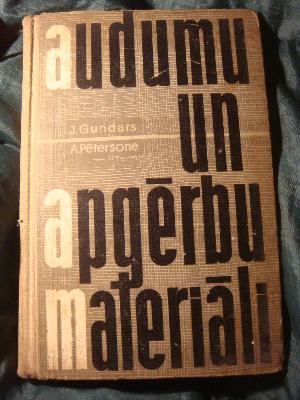 audumu
J. Gundars
un
A. Pētersone
apģērbu
materiāli